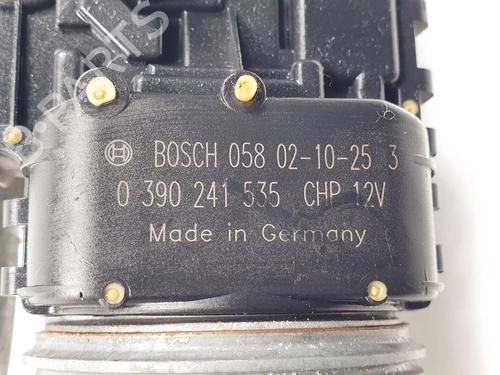 BOSCH 058 02-10-25 3
0 390 241 535 CHP 12V
Made in Germany